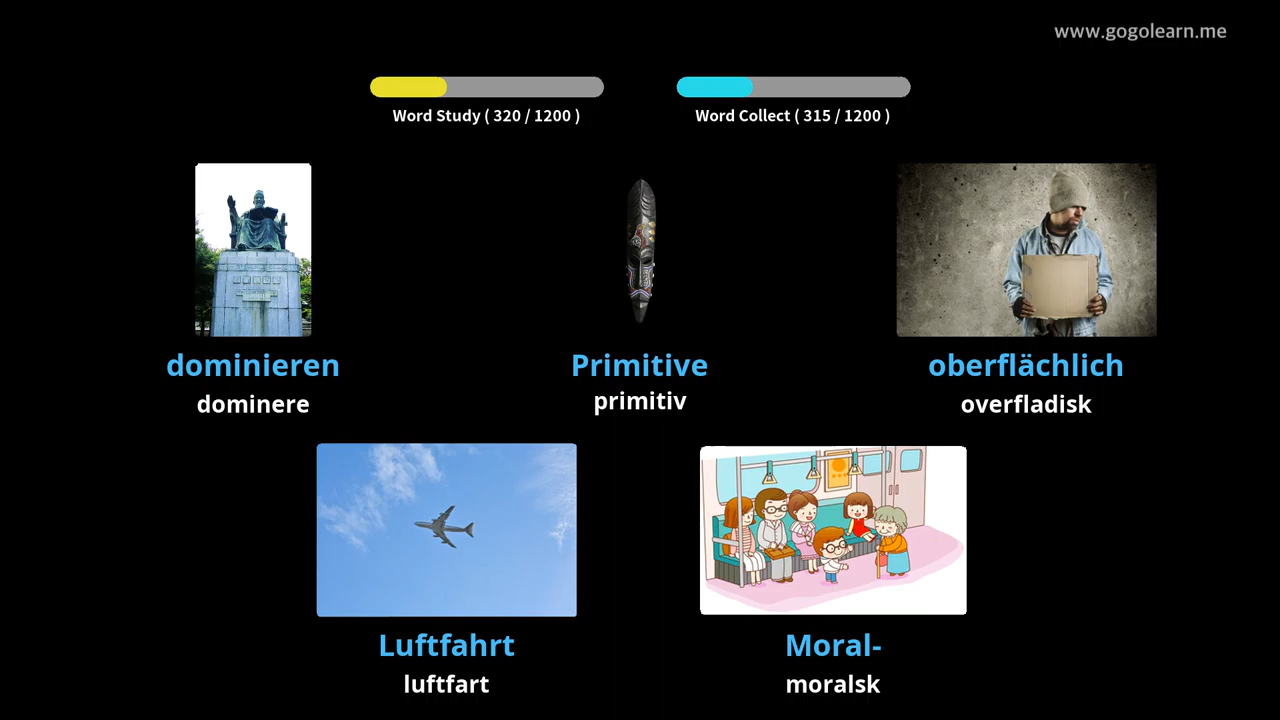 www.gogolearn.me
Word Study ( 320 / 1200 )
Word Collect ( 315 / 1200 )
dominieren
dominere
Primitive
primitiv
oberflächlich
overfladisk
Luftfahrt
luftfart
Moral-
moralsk